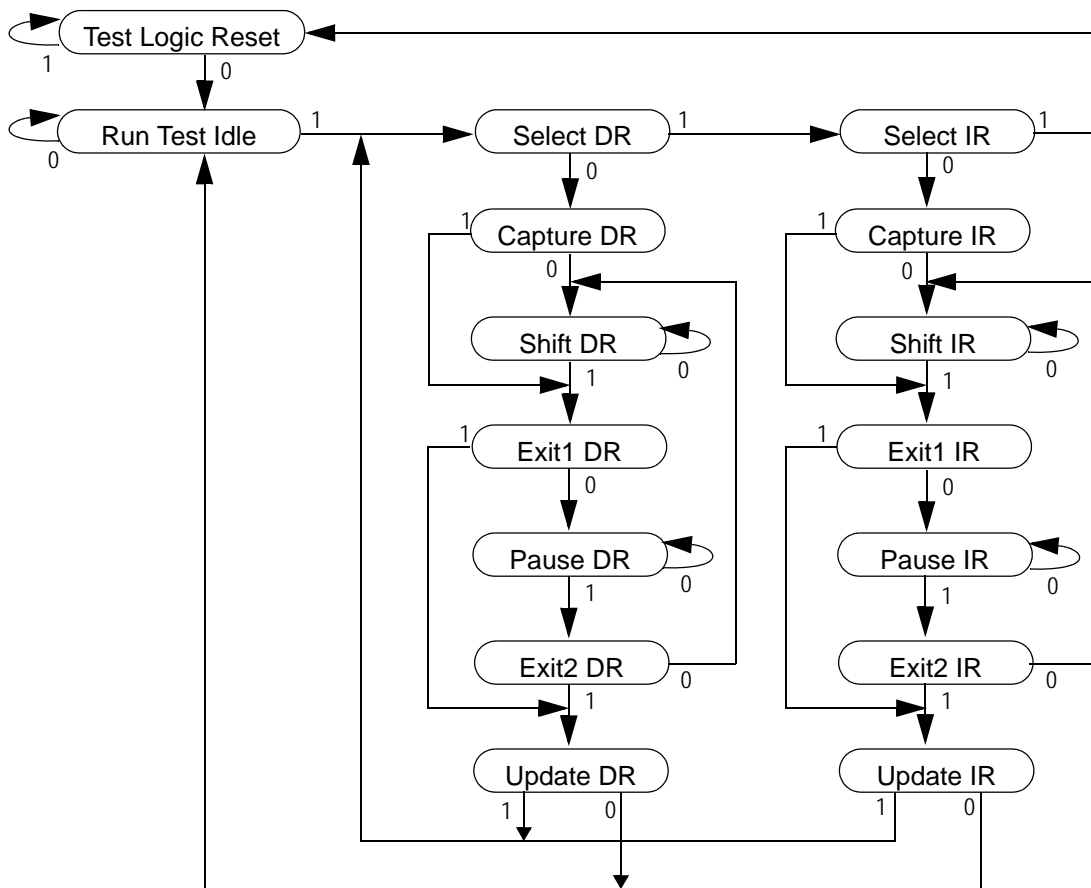 Test Logic Reset
1
0
Run Test Idle
1
Select DR
1
Select IR
1
0
0
0
1
Capture DR
1
Capture IR
0
0
Shift DR
Shift IR
0
0
1
1
1
Exit1 DR
1
Exit1 IR
0
0
Pause DR
Pause IR
0
0
1
1
Exit2 DR
Exit2 IR
0
0
1
1
Update DR
Update IR
1
0
1
0